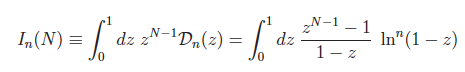 $I_n(N) \equiv \int_0^1 dz\, z^{N-1} \mathcal{D}_n(z) = \int_0^1 dz\, \frac{z^{N-1} - 1}{1 - z} \ln^n(1 - z)$